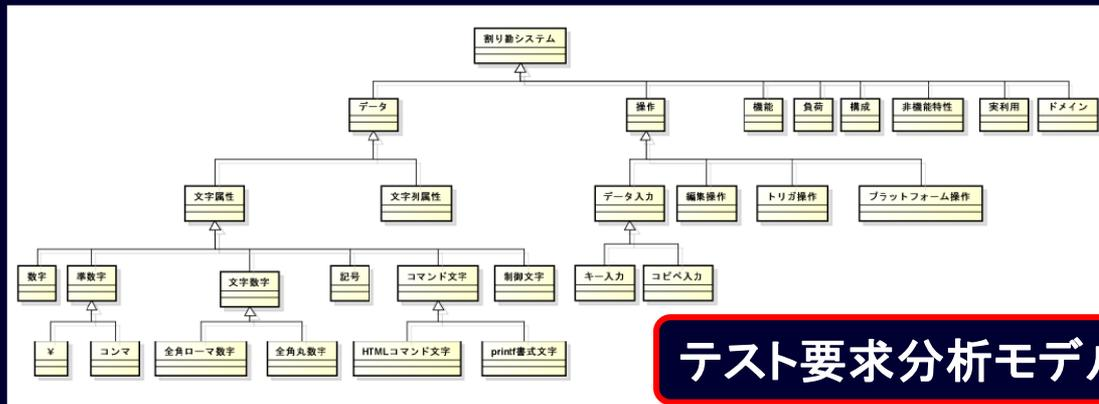 割り勘システム
データ
操作
機能
負荷
構成
非機能特性
実利用
ドメイン
文字属性
文字列属性
データ入力
編集操作
トリガ操作
プラットフォーム操作
数字
準数字
文字数字
記号
コマンド文字
制御文字
キー入力
コピペ入力
¥
コンマ
全角ローマ数字
全角丸数字
HTMLコマンド文字
printf書式文字
テスト要求分析モデル